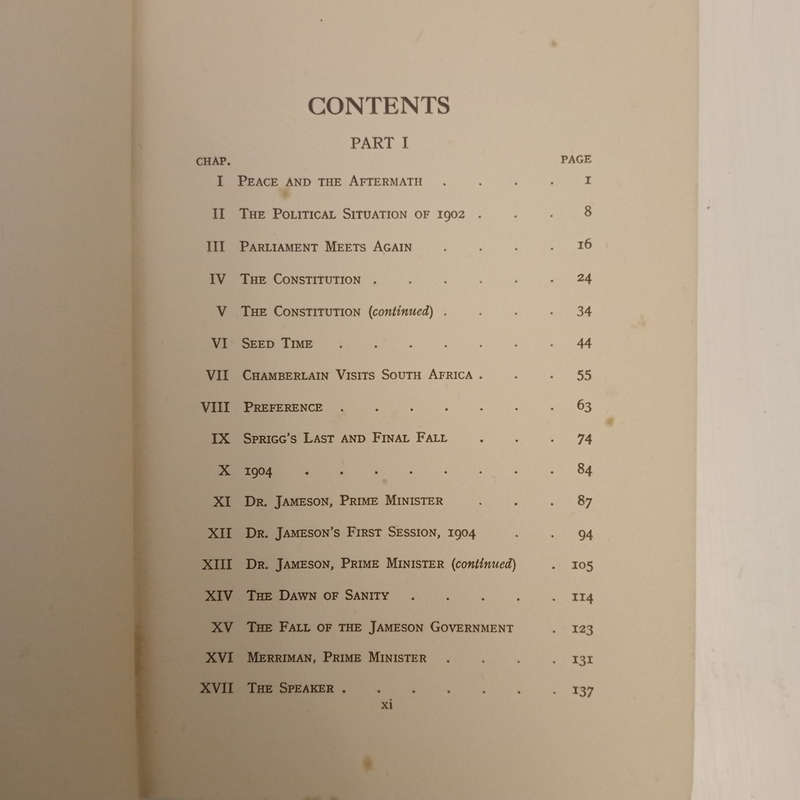 CONTENTS
PART I
CHAP. PAGE
I PEACE AND THE AFTERMATH . . . . 1
II THE POLITICAL SITUATION OF 1902 . . . 8
III PARLIAMENT MEETS AGAIN . . . . 16
IV THE CONSTITUTION . . . . . . 24
V THE CONSTITUTION (continued) . . . . 34
VI SEED TIME . . . . . . . 44
VII CHAMBERLAIN VISITS SOUTH AFRICA . . . 55
VIII PREFERENCE . . . . . . . 63
IX SPRIGG'S LAST AND FINAL FALL . . . 74
X 1904 . . . . . . . . 84
XI DR. JAMESON, PRIME MINISTER . . . 87
XII DR. JAMESON'S FIRST SESSION, 1904 . . 94
XIII DR. JAMESON, PRIME MINISTER (continued) . 105
XIV THE DAWN OF SANITY . . . . . 114
XV THE FALL OF THE JAMESON GOVERNMENT . 123
XVI MERRIMAN, PRIME MINISTER . . . . 131
XVII THE SPEAKER . . . . . . . 137
xi